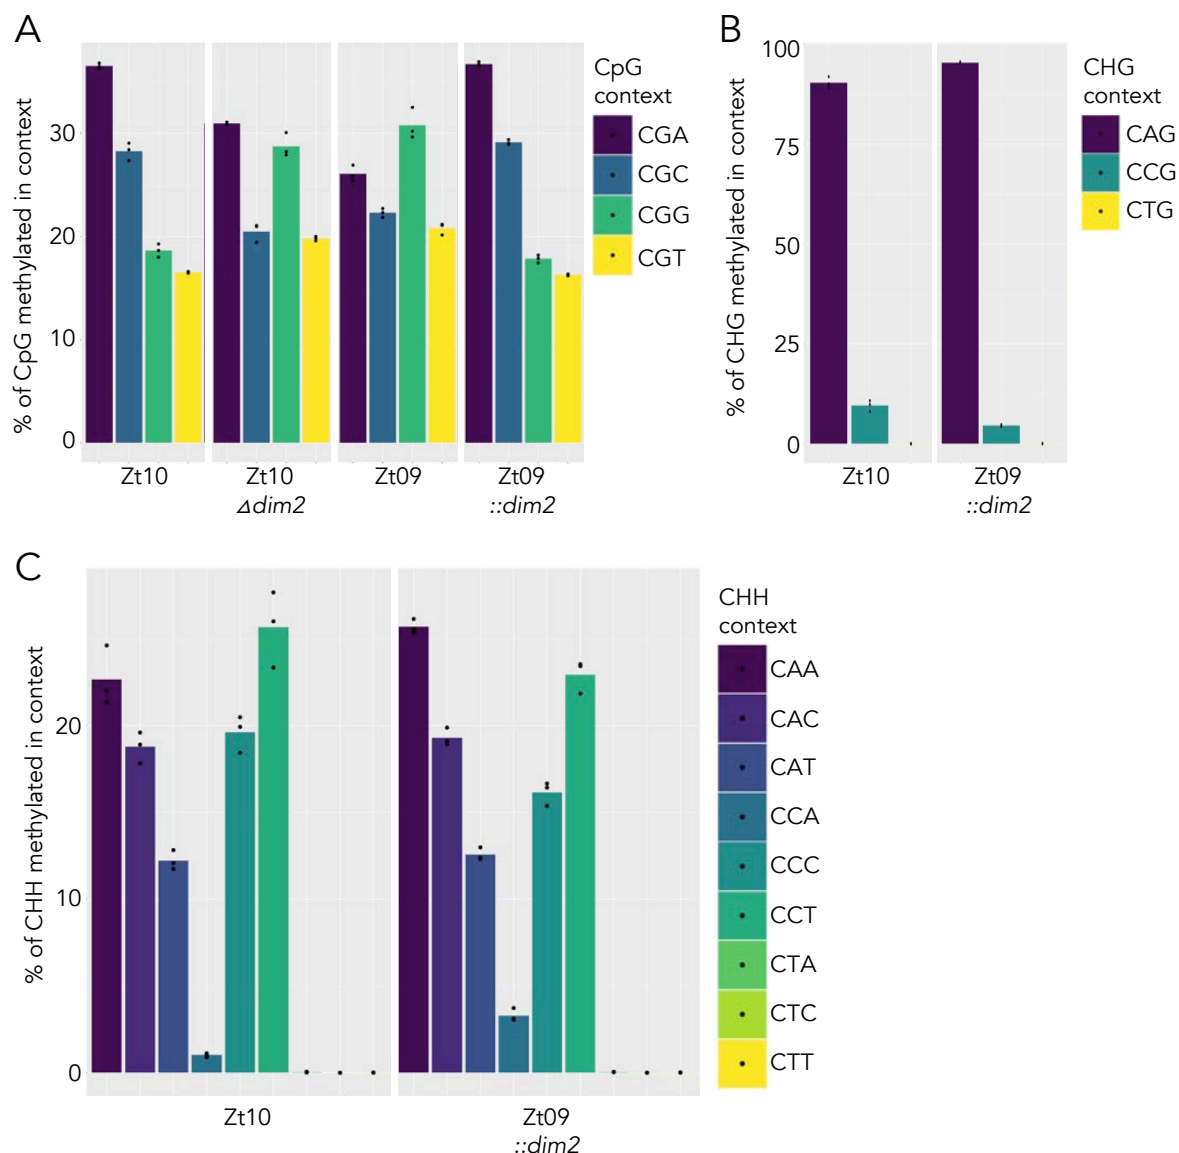 A
% of CpG methylated in context
30
20
10
0
Zt10
Zt10
Δdim2
Zt09
Zt09
::dim2
CpG
context
CGA
CGC
CGG
CGT
B
% of CHG methylated in context
100
75
50
25
0
Zt10
Zt09
::dim2
CHG
context
CAG
CCG
CTG
C
% of CHH methylated in context
20
10
0
Zt10
Zt09
::dim2
CHH
context
CAA
CAC
CAT
CCA
CCC
CCT
CTA
CTC
CTT